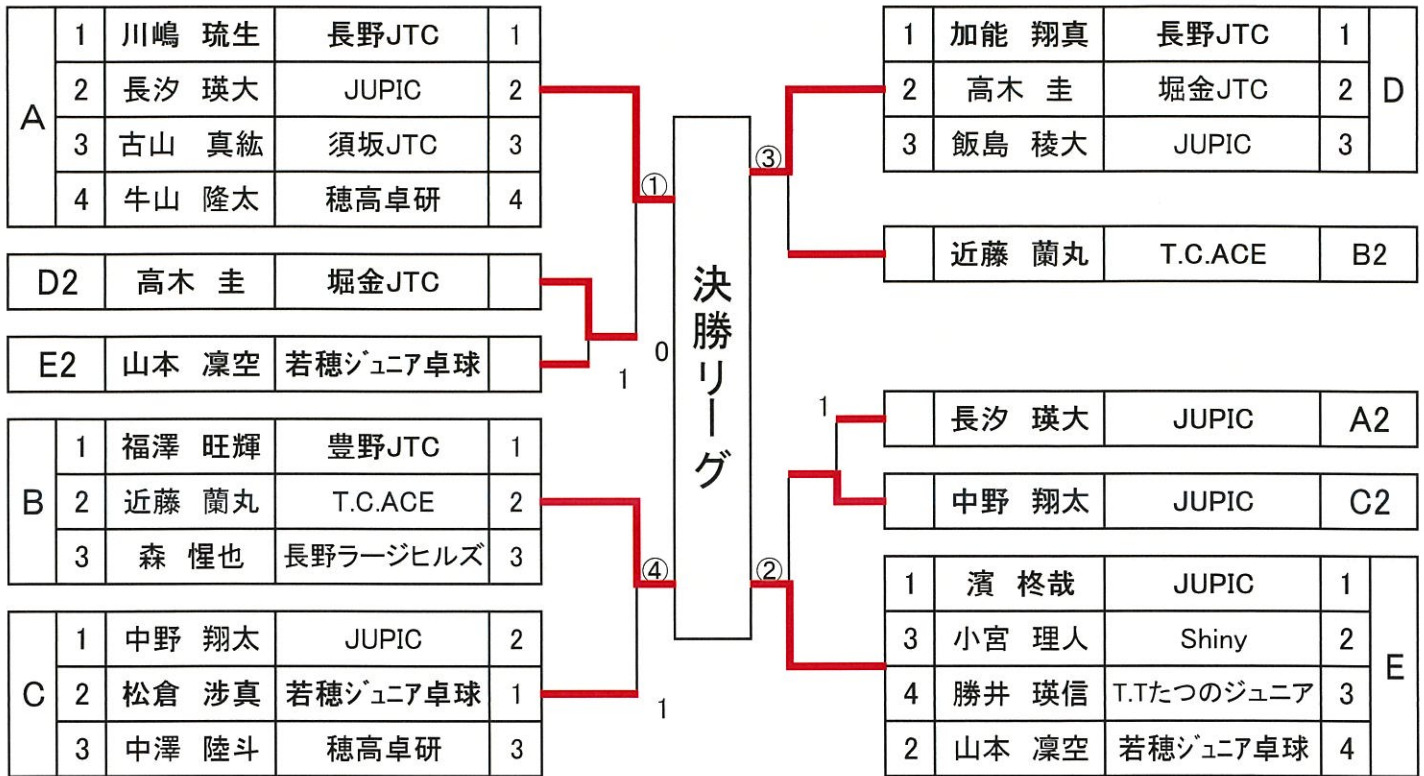 A
1 川嶋 琉生 長野JTC 1
2 長汐 瑛大 JUPIC 2
3 古山 真紘 須坂JTC 3
4 牛山 隆太 穂高卓研 4
D2 高木 圭 堀金JTC
E2 山本 凜空 若穂ジュニア卓球
B
1 福澤 旺輝 豊野JTC 1
2 近藤 蘭丸 T.C.ACE 2
3 森 惺也 長野ラージヒルズ 3
C
1 中野 翔太 JUPIC 2
2 松倉 渉真 若穂ジュニア卓球 1
3 中澤 陸斗 穂高卓研 3
①
0
1
④
1
決勝リーグ
③
1
②
1 加能 翔真 長野JTC 1
2 高木 圭 堀金JTC 2
3 飯島 稜大 JUPIC 3
D
近藤 蘭丸 T.C.ACE B2
長汐 瑛大 JUPIC A2
中野 翔太 JUPIC C2
1 濱 柊哉 JUPIC 1
3 小宮 理人 Shiny 2
4 勝井 瑛信 T.Tたつのジュニア 3
2 山本 凜空 若穂ジュニア卓球 4
E